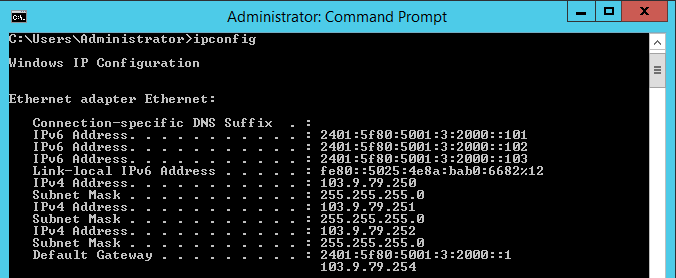 Administrator: Command Prompt
C:\Users\Administrator>ipconfig
Windows IP Configuration
Ethernet adapter Ethernet:
Connection-specific DNS Suffix . :
IPv6 Address. . . . . . . . . . . : 2401:5f80:5001:3:2000::101
IPv6 Address. . . . . . . . . . . : 2401:5f80:5001:3:2000::102
IPv6 Address. . . . . . . . . . . : 2401:5f80:5001:3:2000::103
Link-local IPv6 Address . . . . . : fe80::5025:4e8a:bab0:6682%12
IPv4 Address. . . . . . . . . . . : 103.9.79.250
Subnet Mask . . . . . . . . . . . : 255.255.255.0
IPv4 Address. . . . . . . . . . . : 103.9.79.251
Subnet Mask . . . . . . . . . . . : 255.255.255.0
IPv4 Address. . . . . . . . . . . : 103.9.79.252
Subnet Mask . . . . . . . . . . . : 255.255.255.0
Default Gateway . . . . . . . . . : 2401:5f80:5001:3:2000::1
103.9.79.254